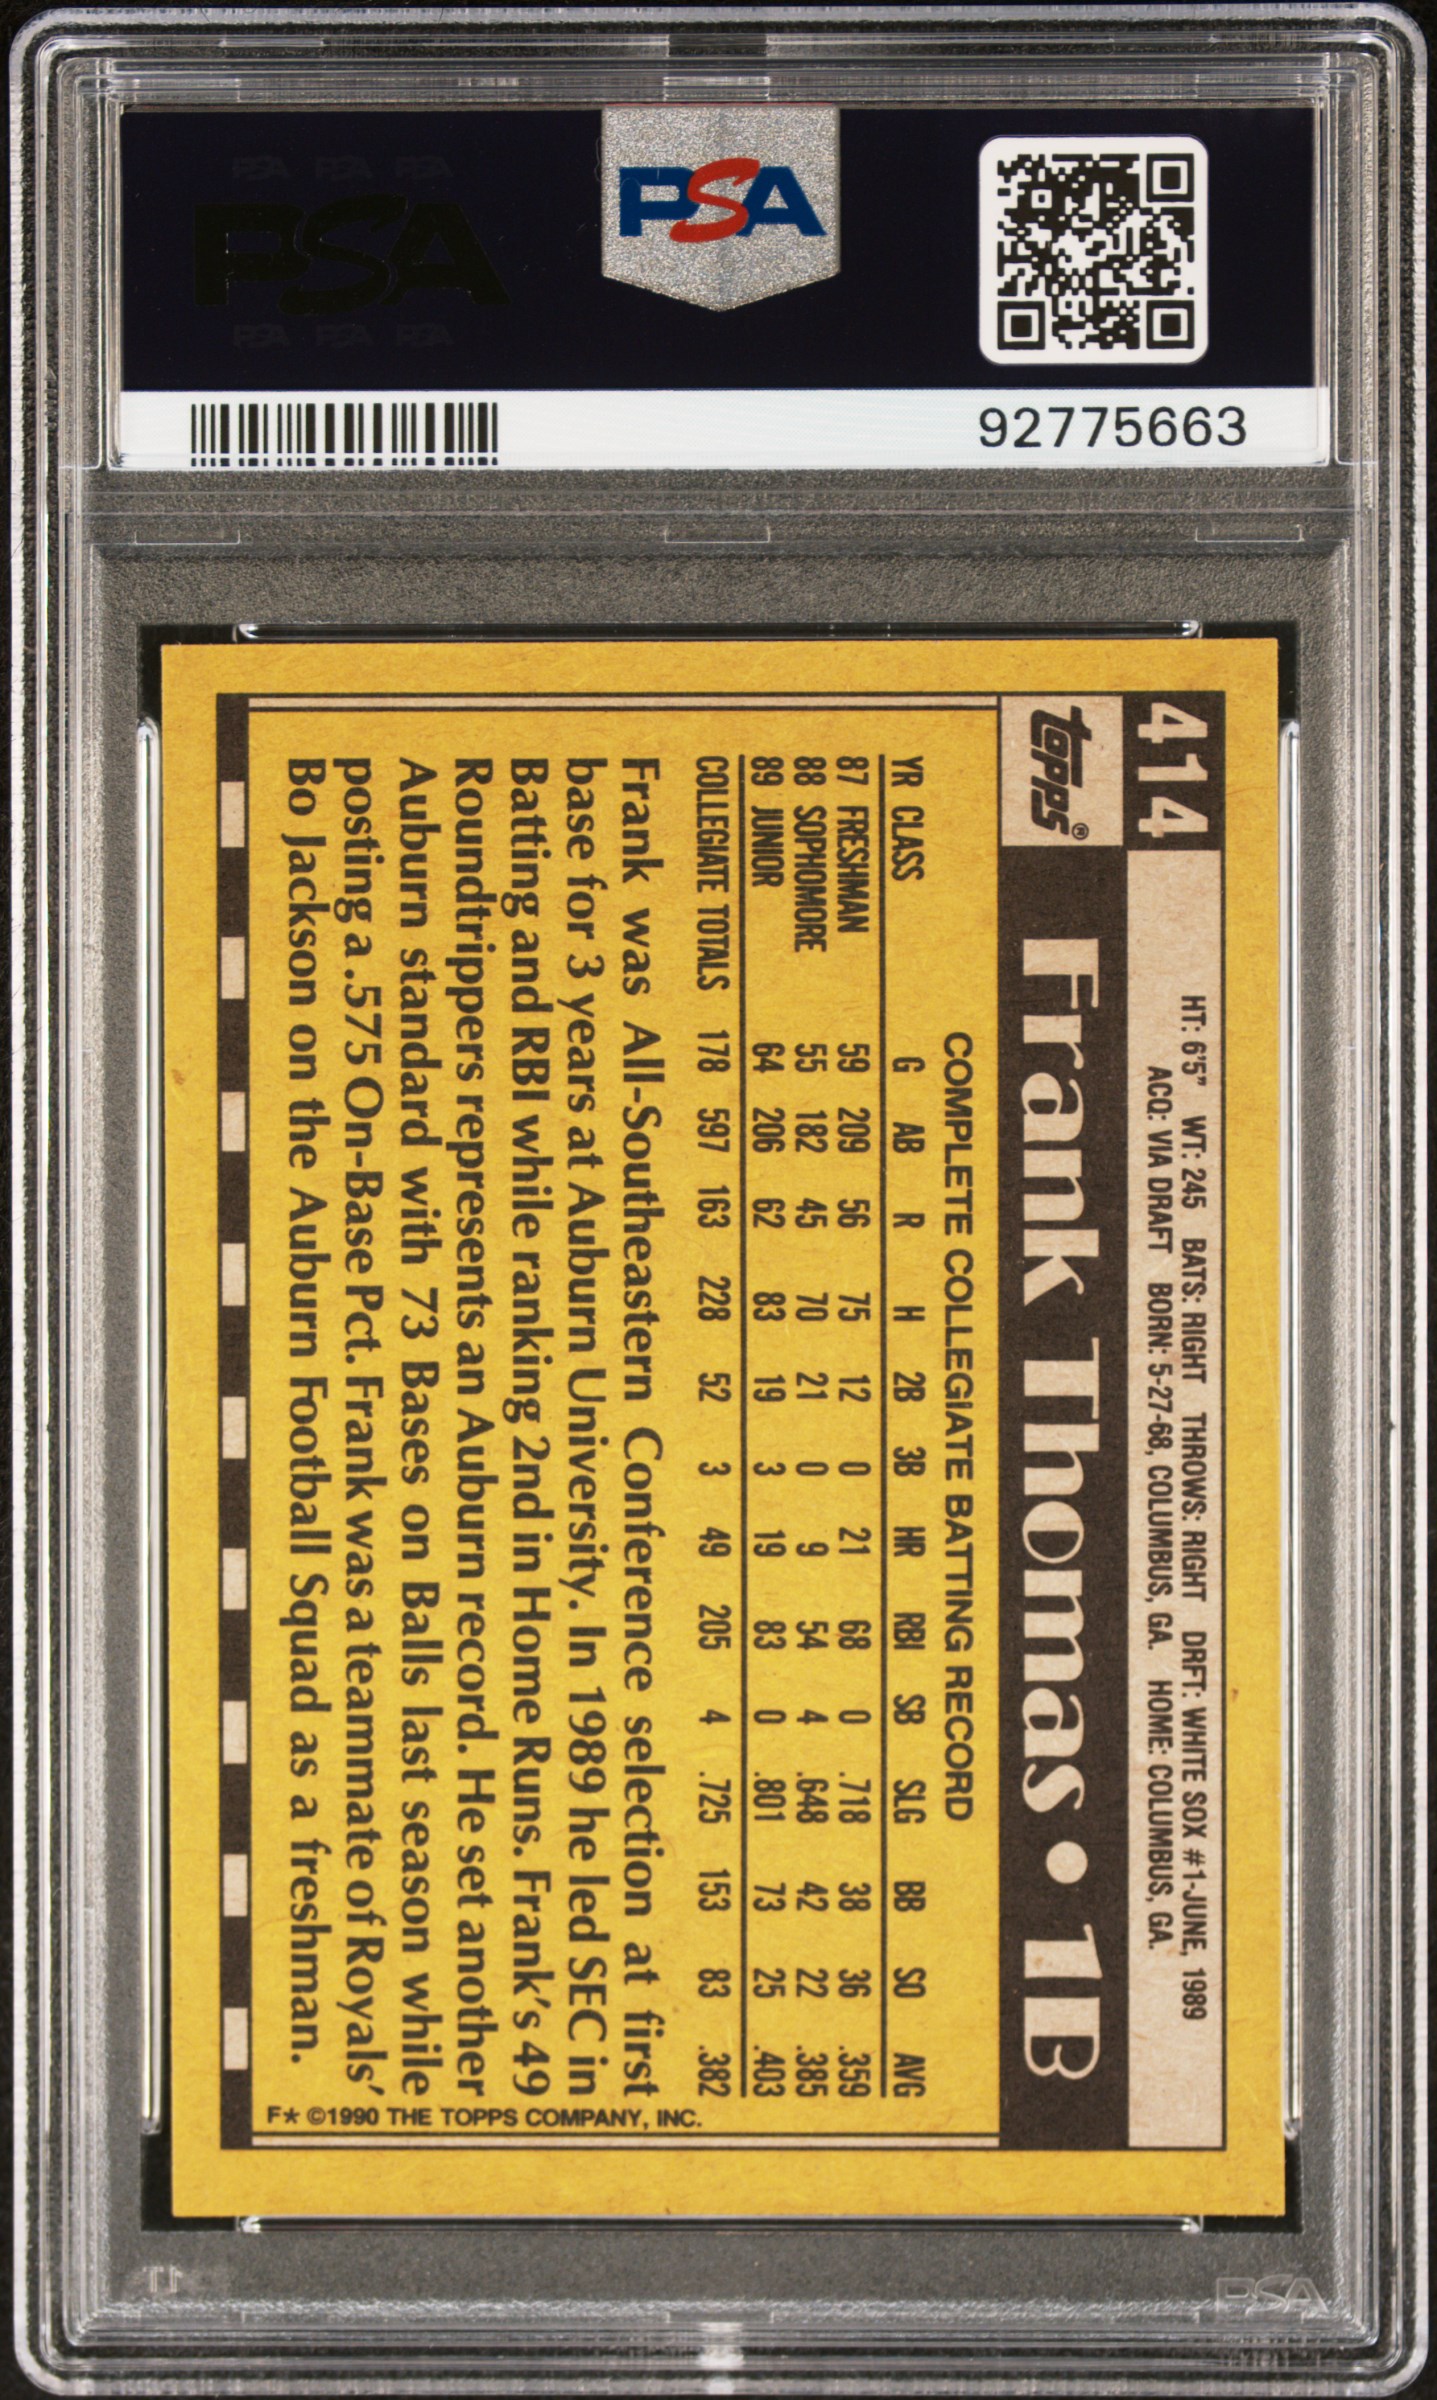 PSA PSA PSA
PSA
PSA PSA PSA
PSA
92775663
414
HT: 6'5" WT: 245 BATS: RIGHT THROWS: RIGHT DRFT: WHITE SOX #1-JUNE, 1989
ACQ: VIA DRAFT BORN: 5-27-68, COLUMBUS, GA. HOME: COLUMBUS, GA.
topps®
Frank Thomas • 1B
COMPLETE COLLEGIATE BATTING RECORD
YR CLASS G AB R H 2B 3B HR RBI SB SLG BB SO AVG
87 FRESHMAN 59 209 56 75 12 0 21 68 0 .718 38 36 .359
88 SOPHOMORE 55 182 45 70 21 0 9 54 4 .648 42 22 .385
89 JUNIOR 64 206 62 83 19 3 19 83 0 .801 73 25 .403
COLLEGIATE TOTALS 178 597 163 228 52 3 49 205 4 .725 153 83 .382
Frank was All-Southeastern Conference selection at first
base for 3 years at Auburn University. In 1989 he led SEC in
Batting and RBI while ranking 2nd in Home Runs. Frank's 49
Roundtrippers represents an Auburn record. He set another
Auburn standard with 73 Bases on Balls last season while
posting a .575 On-Base Pct. Frank was a teammate of Royals'
Bo Jackson on the Auburn Football Squad as a freshman.
F* ©1990 THE TOPPS COMPANY, INC.
PSA